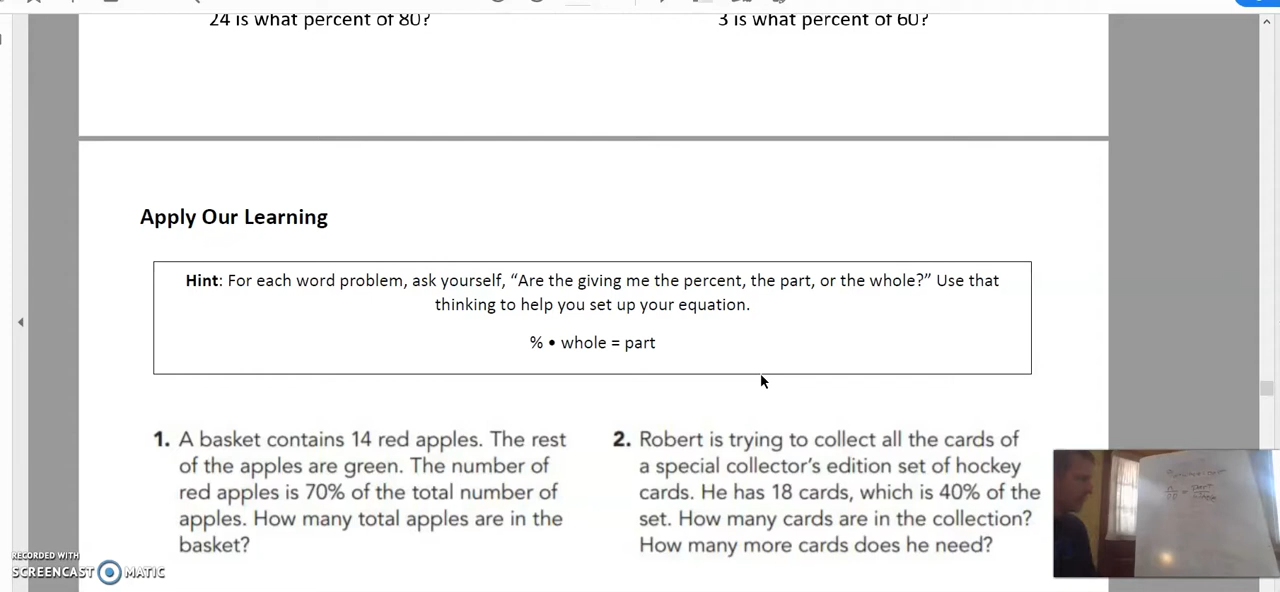 24 is what percent of 80?
3 is what percent of 60?
Apply Our Learning
Hint: For each word problem, ask yourself, “Are the giving me the percent, the part, or the whole?” Use that
thinking to help you set up your equation.
% • whole = part
1. A basket contains 14 red apples. The rest
of the apples are green. The number of
red apples is 70% of the total number of
apples. How many total apples are in the
basket?
2. Robert is trying to collect all the cards of
a special collector’s edition set of hockey
cards. He has 18 cards, which is 40% of the
set. How many cards are in the collection?
How many more cards does he need?
RECORDED WITH
SCREENCAST MATIC